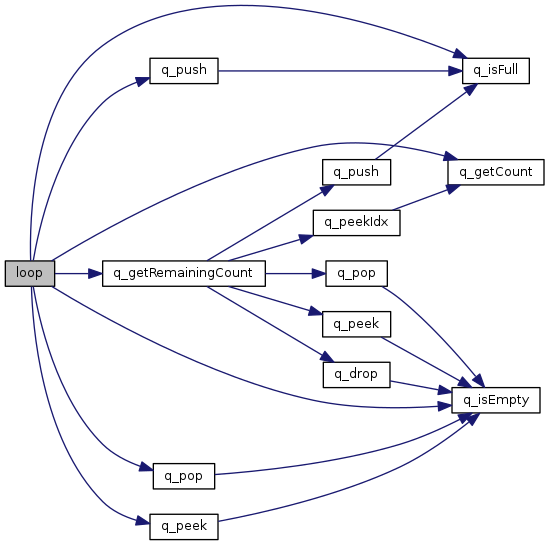 q_isFull
q_push
q_push
q_getCount
q_peekIdx
loop
q_getRemainingCount
q_pop
q_peek
q_drop
q_isEmpty
q_pop
q_peek